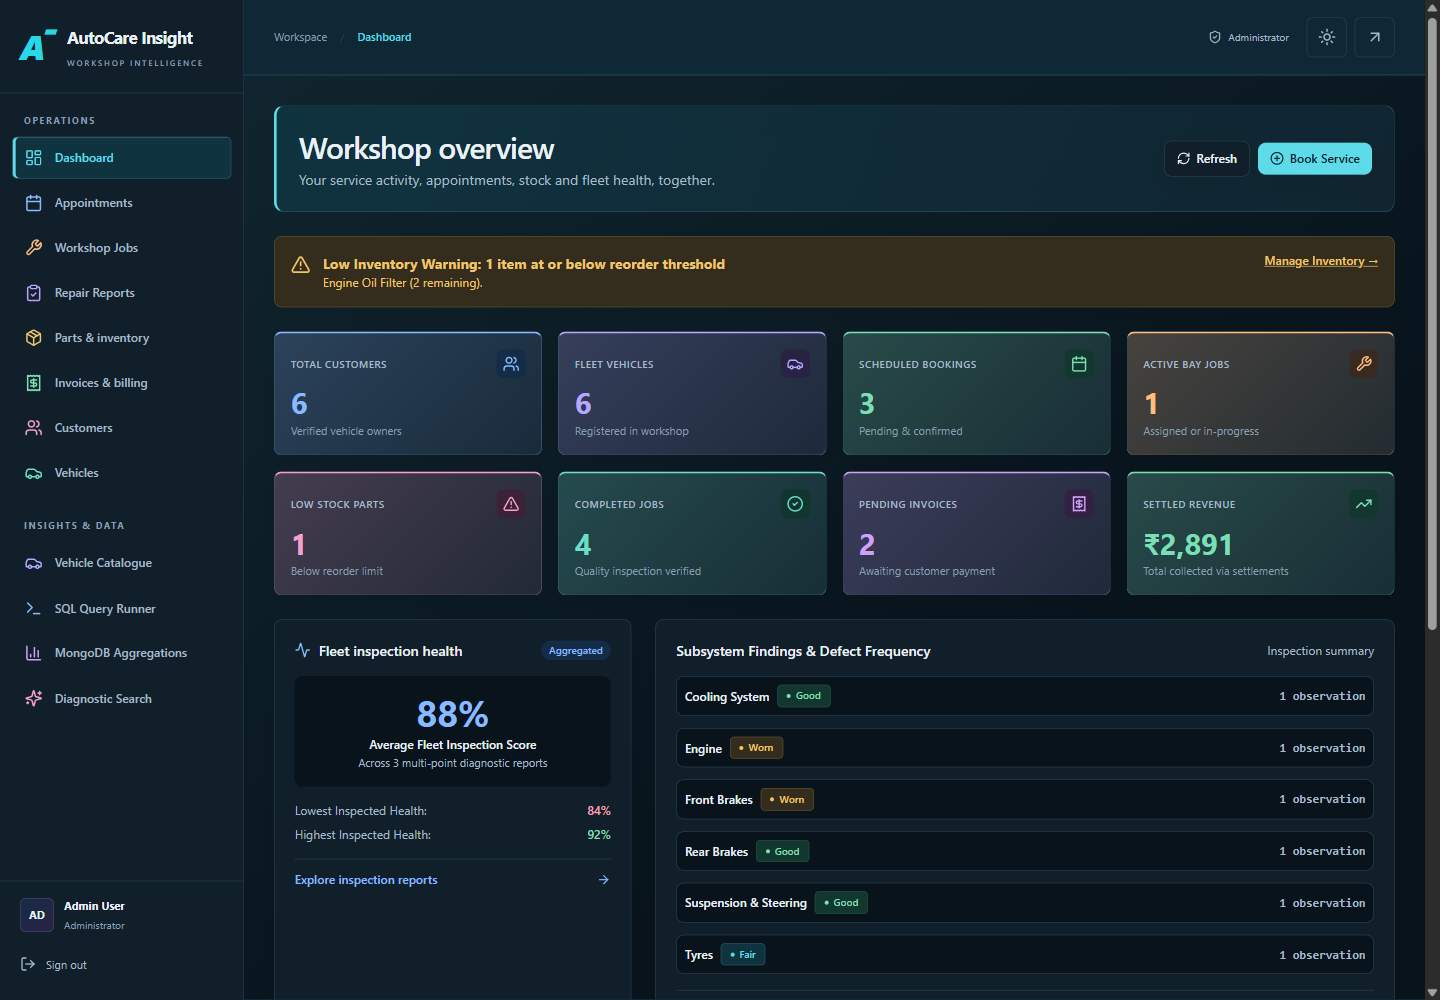 AutoCare Insight
WORKSHOP INTELLIGENCE
OPERATIONS
Dashboard
Appointments
Workshop Jobs
Repair Reports
Parts & inventory
Invoices & billing
Customers
Vehicles
INSIGHTS & DATA
Vehicle Catalogue
SQL Query Runner
MongoDB Aggregations
Diagnostic Search
AD
Admin User
Administrator
Sign out
Workspace / Dashboard
Administrator
Workshop overview
Your service activity, appointments, stock and fleet health, together.
Refresh
Book Service
Low Inventory Warning: 1 item at or below reorder threshold
Engine Oil Filter (2 remaining).
Manage Inventory →
TOTAL CUSTOMERS
6
Verified vehicle owners
FLEET VEHICLES
6
Registered in workshop
SCHEDULED BOOKINGS
3
Pending & confirmed
ACTIVE BAY JOBS
1
Assigned or in-progress
LOW STOCK PARTS
1
Below reorder limit
COMPLETED JOBS
4
Quality inspection verified
PENDING INVOICES
2
Awaiting customer payment
SETTLED REVENUE
₹2,891
Total collected via settlements
Fleet inspection health
Aggregated
88%
Average Fleet Inspection Score
Across 3 multi-point diagnostic reports
Lowest Inspected Health: 84%
Highest Inspected Health: 92%
Explore inspection reports
Subsystem Findings & Defect Frequency
Inspection summary
Cooling System • Good 1 observation
Engine • Worn 1 observation
Front Brakes • Worn 1 observation
Rear Brakes • Good 1 observation
Suspension & Steering • Good 1 observation
Tyres • Fair 1 observation